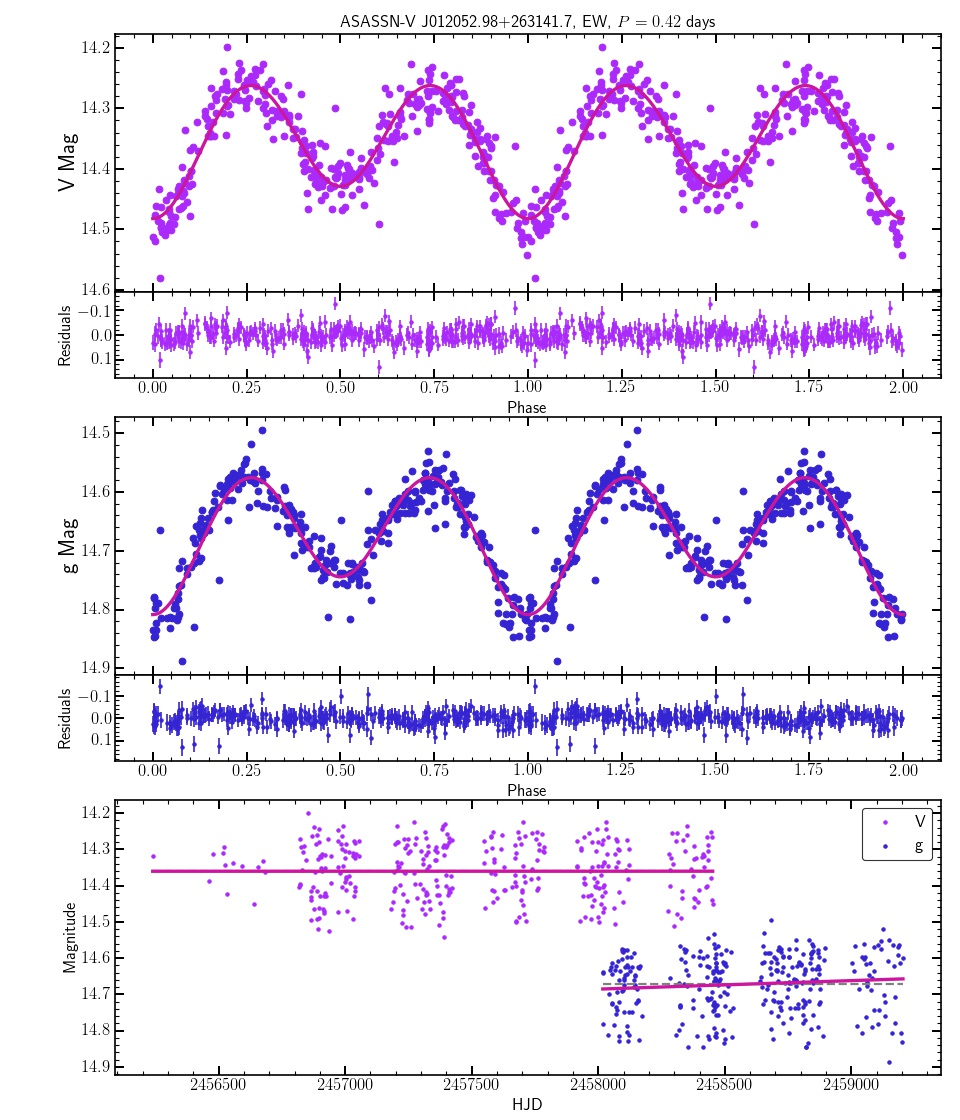 ASASSN-V J012052.98+263141.7, EW, P = 0.42 days
14.2
14.3
14.4
14.5
14.6
V Mag
−0.1
0.0
0.1
Residuals
0.00 0.25 0.50 0.75 1.00 1.25 1.50 1.75 2.00
Phase
14.5
14.6
14.7
14.8
14.9
g Mag
−0.1
0.0
0.1
Residuals
0.00 0.25 0.50 0.75 1.00 1.25 1.50 1.75 2.00
Phase
14.2
14.3
14.4
14.5
14.6
14.7
14.8
14.9
Magnitude
V
g
2456500 2457000 2457500 2458000 2458500 2459000
HJD